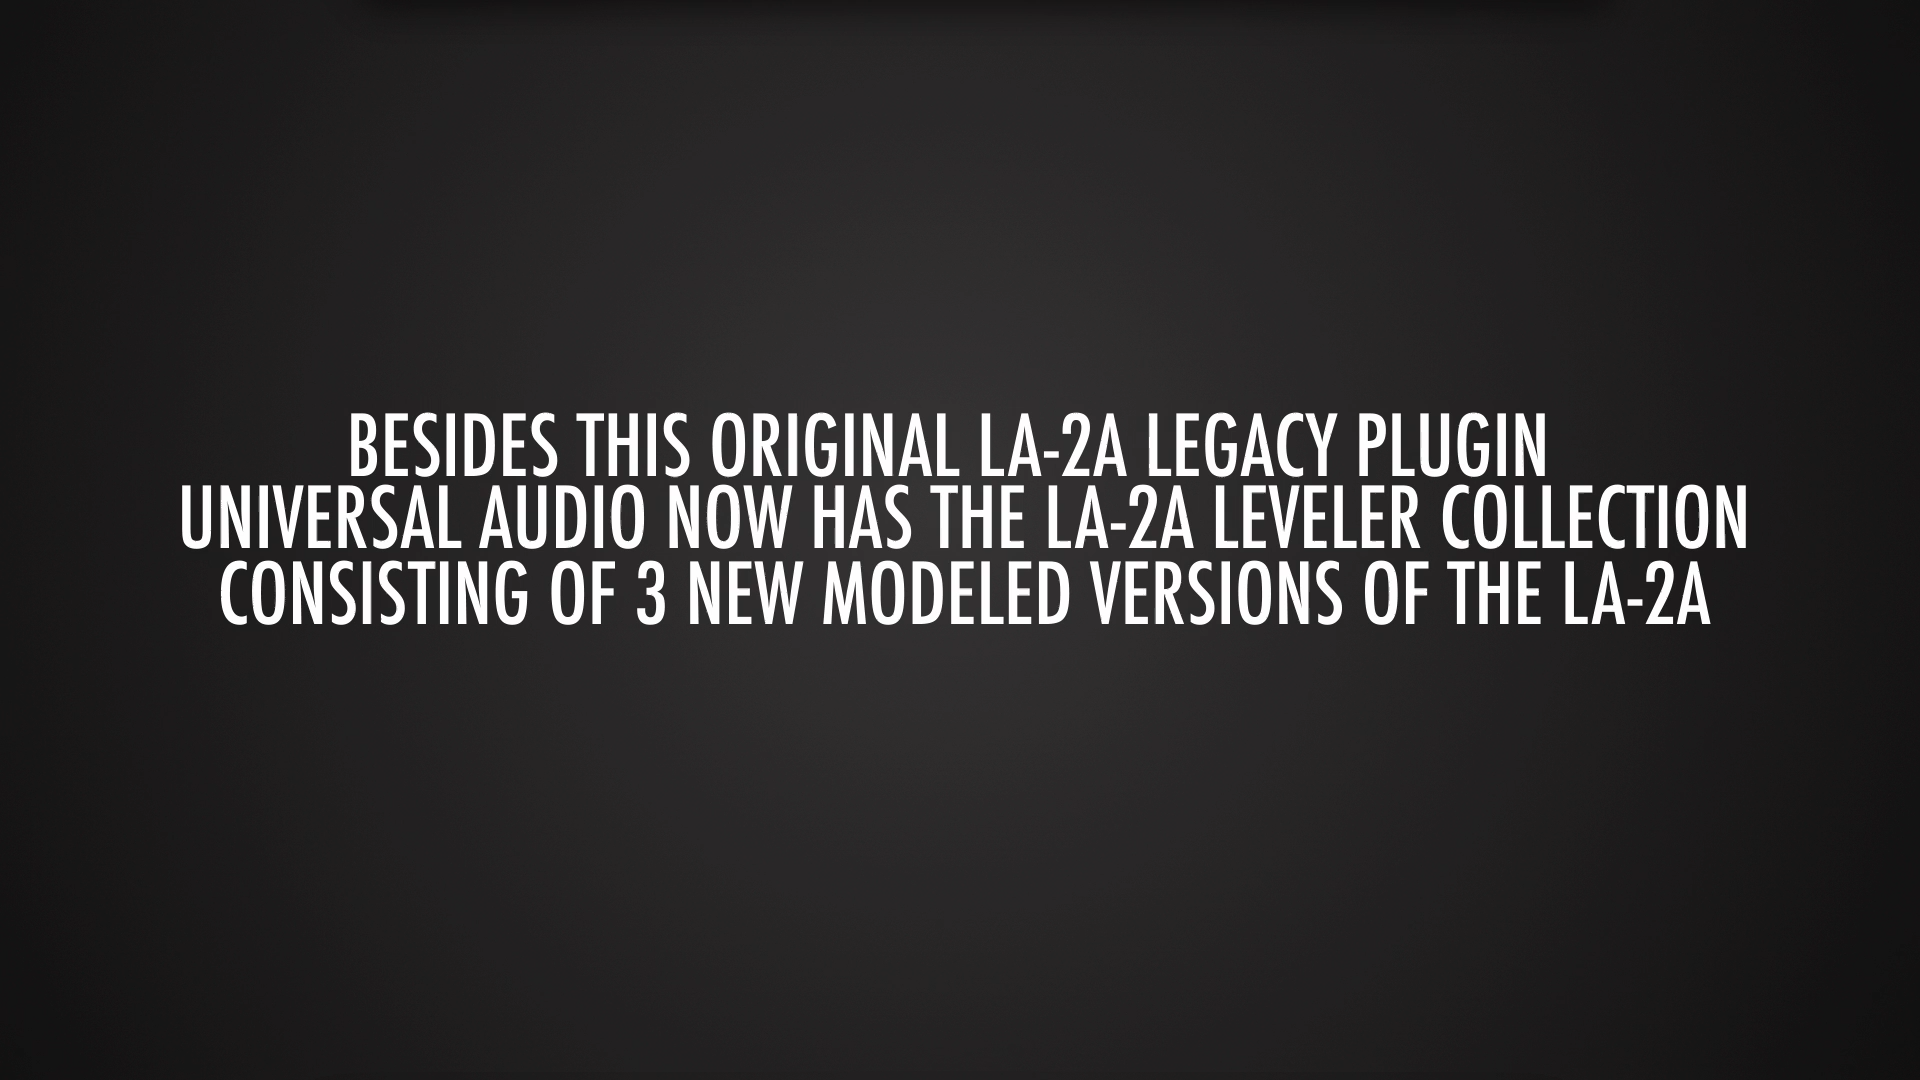 BESIDES THIS ORIGINAL LA-2A LEGACY PLUGIN
UNIVERSAL AUDIO NOW HAS THE LA-2A LEVELER COLLECTION
CONSISTING OF 3 NEW MODELED VERSIONS OF THE LA-2A